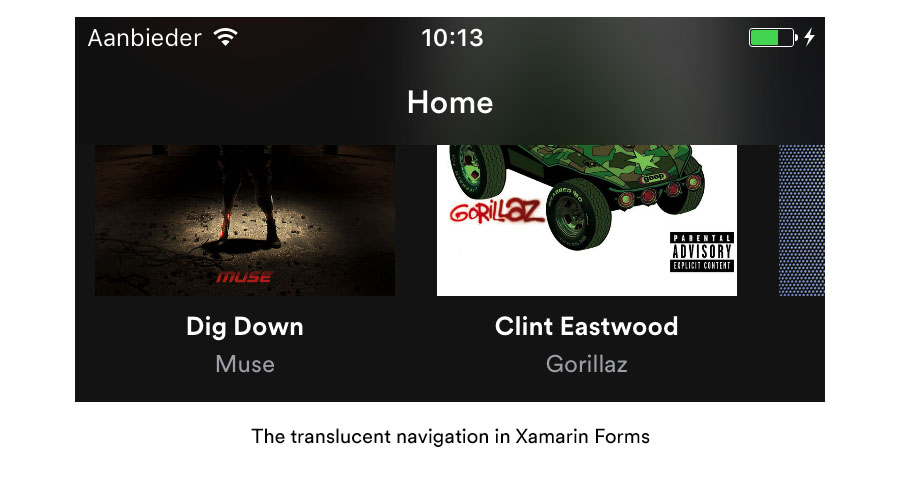 Aanbieder 10:13
Home
goop
GORILLAZ
PARENTAL
ADVISORY
EXPLICIT CONTENT
MUSE
Dig Down Clint Eastwood
Muse Gorillaz
The translucent navigation in Xamarin Forms